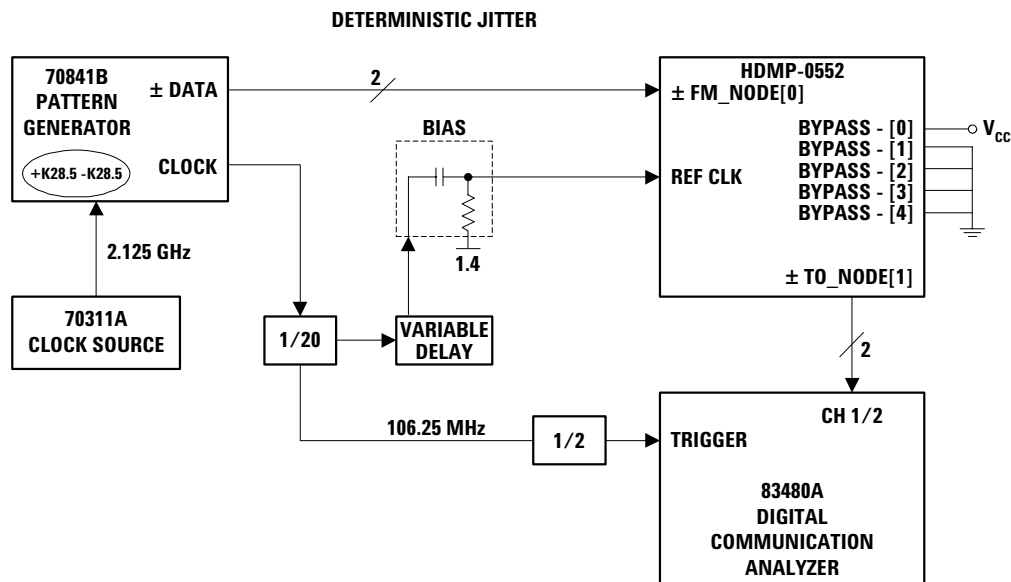 DETERMINISTIC JITTER
70841B
PATTERN
GENERATOR
± DATA
CLOCK
+K28.5 -K28.5
2.125 GHz
70311A
CLOCK SOURCE
2
BIAS
1.4
1/20
VARIABLE
DELAY
106.25 MHz
1/2
HDMP-0552
± FM_NODE[0]
BYPASS - [0]
BYPASS - [1]
BYPASS - [2]
BYPASS - [3]
BYPASS - [4]
VCC
REF CLK
± TO_NODE[1]
2
CH 1/2
TRIGGER
83480A
DIGITAL
COMMUNICATION
ANALYZER